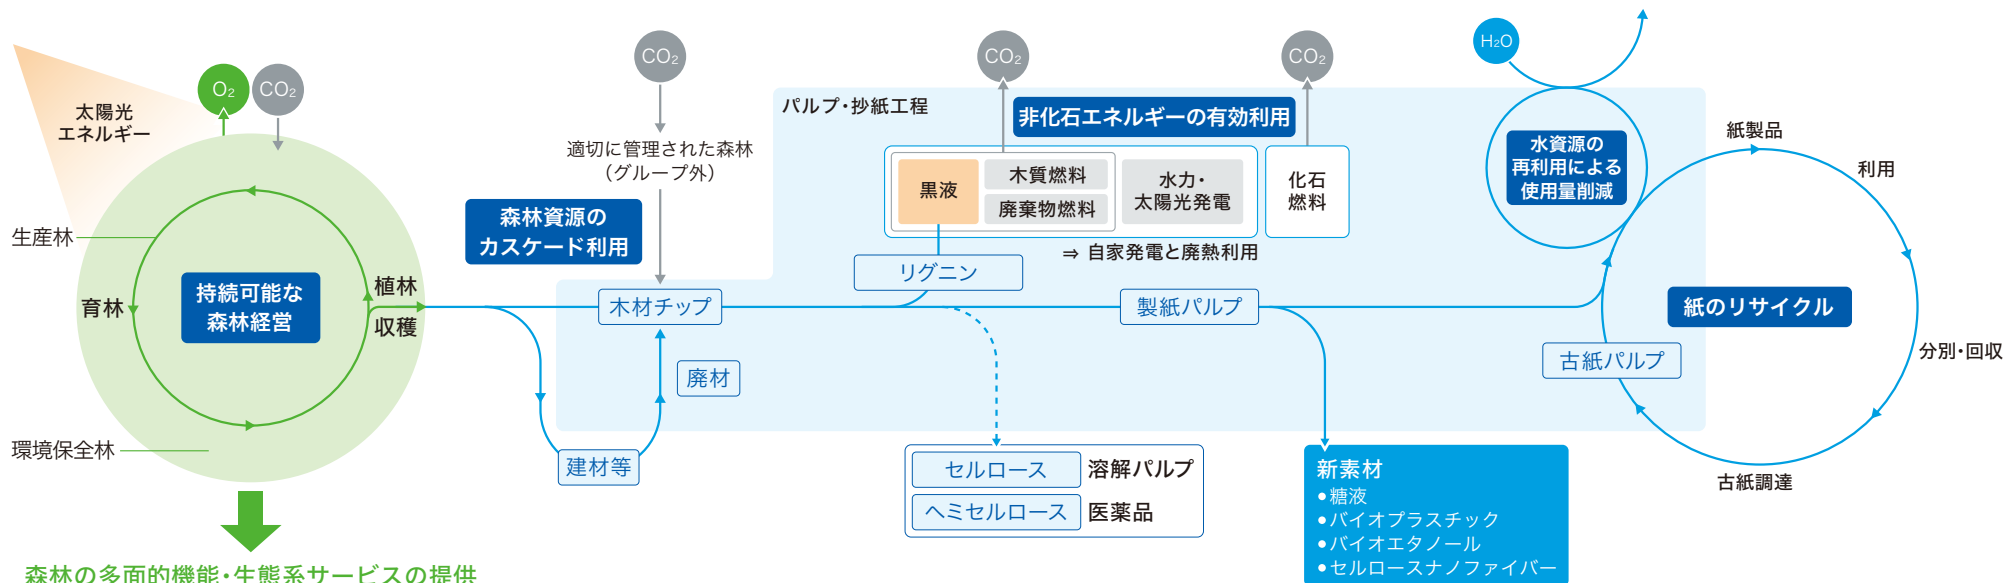 太陽光
エネルギー
O₂
CO₂
生産林
育林
持続可能な
森林経営
植林
収穫
環境保全林
森林の多面的機能・生態系サービスの提供
CO₂
適切に管理された森林
（グループ外）
森林資源の
カスケード利用
木材チップ
廃材
建材等
パルプ・抄紙工程
CO₂
非化石エネルギーの有効利用
CO₂
黒液
木質燃料
廃棄物燃料
水力・
太陽光発電
化石
燃料
⇒ 自家発電と廃熱利用
リグニン
製紙パルプ
セルロース
溶解パルプ
ヘミセルロース
医薬品
新素材
●糖液
●バイオプラスチック
●バイオエタノール
●セルロースナノファイバー
H₂O
水資源の
再利用による
使用量削減
紙製品
利用
紙のリサイクル
分別・回収
古紙パルプ
古紙調達